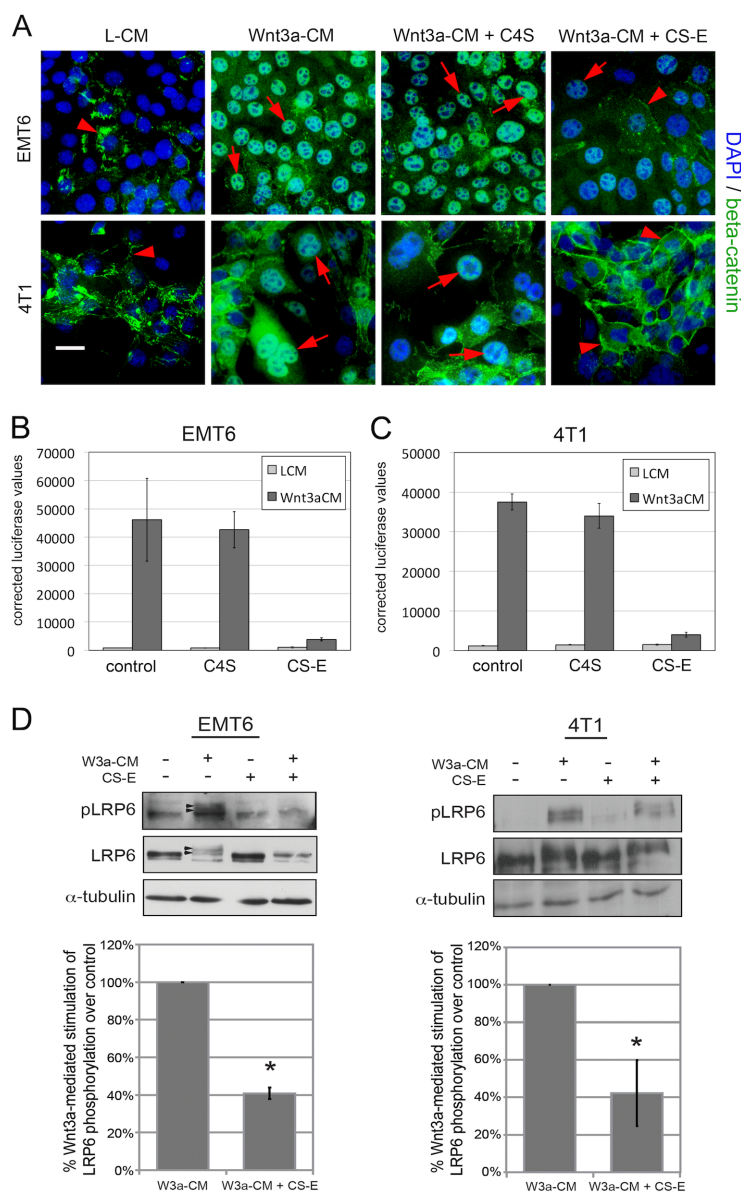 A
L-CM
Wnt3a-CM
Wnt3a-CM + C4S
Wnt3a-CM + CS-E
EMT6
4T1
DAPI / beta-catenin
B
EMT6
corrected luciferase values
70000
60000
50000
40000
30000
20000
10000
0
LCM
Wnt3aCM
control
C4S
CS-E
C
4T1
corrected luciferase values
50000
40000
30000
20000
10000
0
LCM
Wnt3aCM
control
C4S
CS-E
D
EMT6
W3a-CM - + - +
CS-E - - + +
pLRP6
LRP6
α-tubulin
% Wnt3a-mediated stimulation of
LRP6 phosphorylation over control
120%
100%
80%
60%
40%
20%
0%
*
W3a-CM
W3a-CM + CS-E
4T1
W3a-CM - + - +
CS-E - - + +
pLRP6
LRP6
α-tubulin
% Wnt3a-mediated stimulation of
LRP6 phosphorylation over control
120%
100%
80%
60%
40%
20%
0%
*
W3a-CM
W3a-CM + CS-E